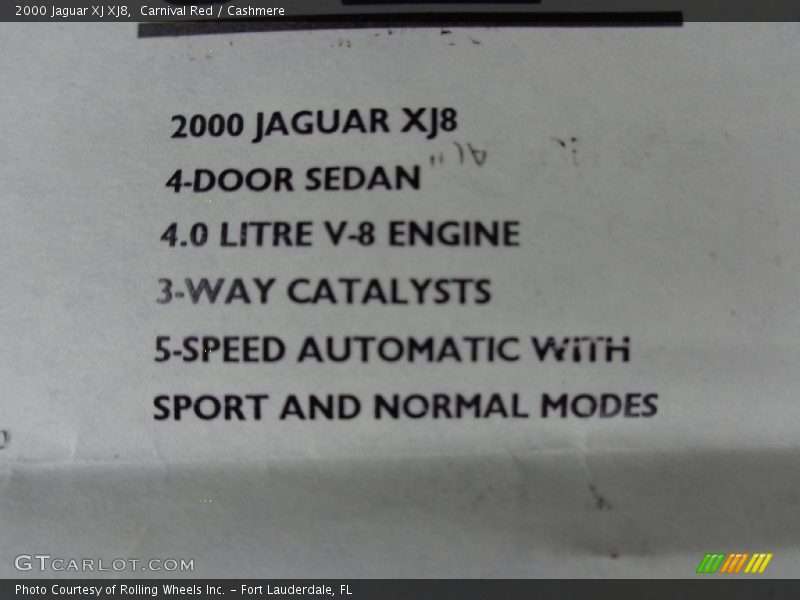 2000 Jaguar XJ XJ8, Carnival Red / Cashmere
2000 JAGUAR XJ8
4-DOOR SEDAN
4.0 LITRE V-8 ENGINE
3-WAY CATALYSTS
5-SPEED AUTOMATIC WITH
SPORT AND NORMAL MODES
GTCARLOT.COM
Photo Courtesy of Rolling Wheels Inc. – Fort Lauderdale, FL